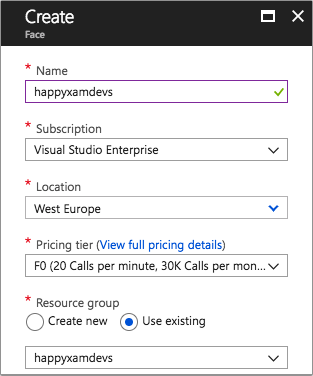 Create
Face
* Name
happyxamdevs
* Subscription
Visual Studio Enterprise
* Location
West Europe
* Pricing tier (View full pricing details)
F0 (20 Calls per minute, 30K Calls per mon...
* Resource group
Create new Use existing
happyxamdevs